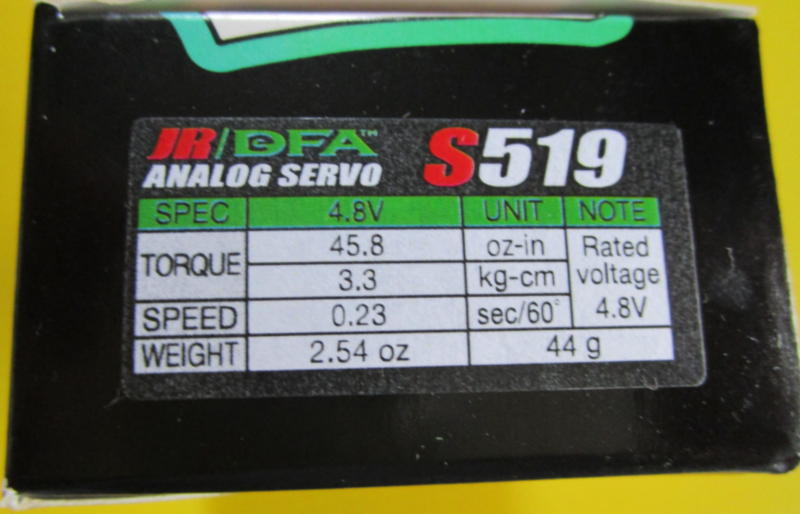 JR/DFA™ S519
ANALOG SERVO
SPEC 4.8V UNIT NOTE
TORQUE 45.8 oz-in Rated voltage 4.8V
3.3 kg-cm
SPEED 0.23 sec/60°
WEIGHT 2.54 oz 44 g